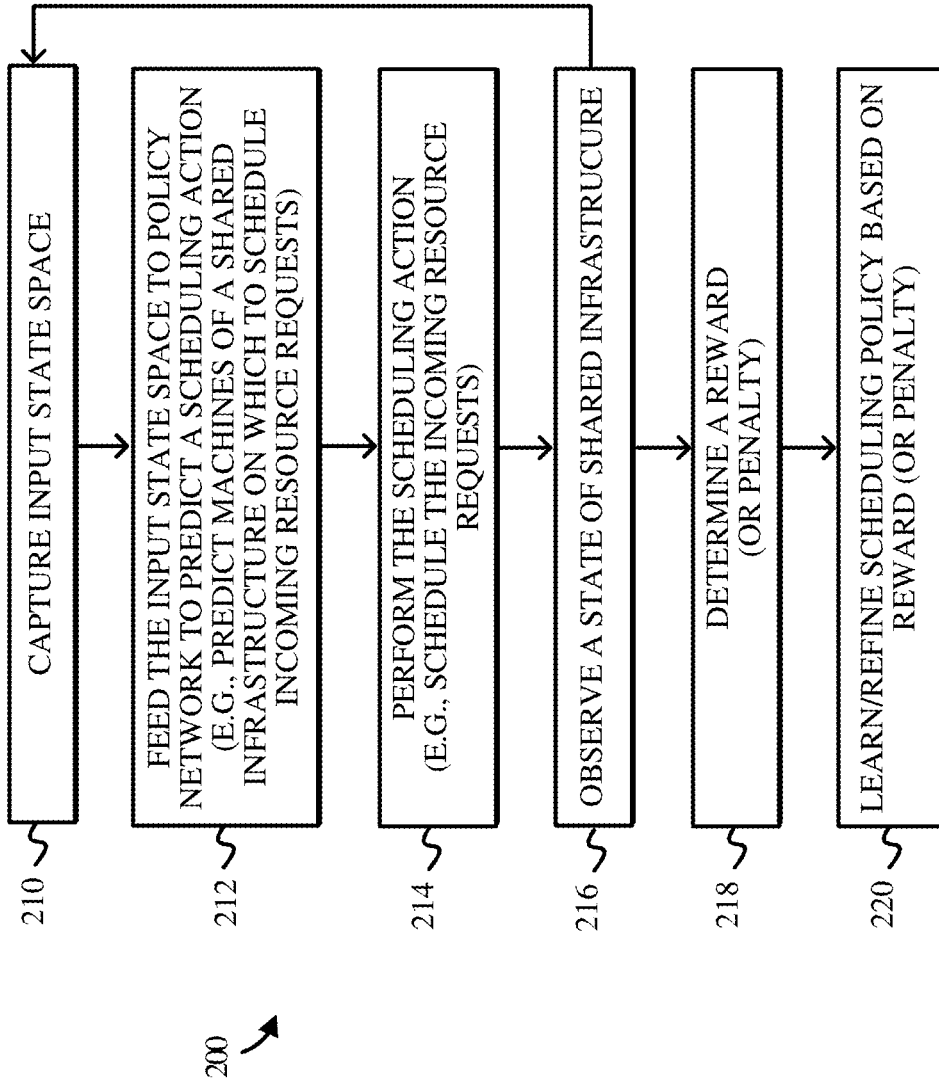 200
210
CAPTURE INPUT STATE SPACE
212
FEED THE INPUT STATE SPACE TO POLICY
NETWORK TO PREDICT A SCHEDULING ACTION
(E.G., PREDICT MACHINES OF A SHARED
INFRASTRUCTURE ON WHICH TO SCHEDULE
INCOMING RESOURCE REQUESTS)
214
PERFORM THE SCHEDULING ACTION
(E.G., SCHEDULE THE INCOMING RESOURCE
REQUESTS)
216
OBSERVE A STATE OF SHARED INFRASTRUCURE
218
DETERMINE A REWARD
(OR PENALTY)
220
LEARN/REFINE SCHEDULING POLICY BASED ON
REWARD (OR PENALTY)